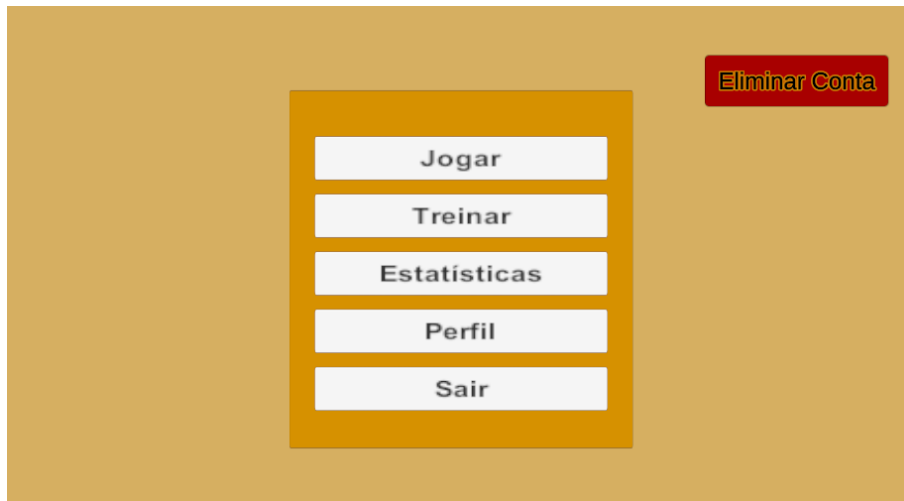 Eliminar Conta
Jogar
Treinar
Estatísticas
Perfil
Sair